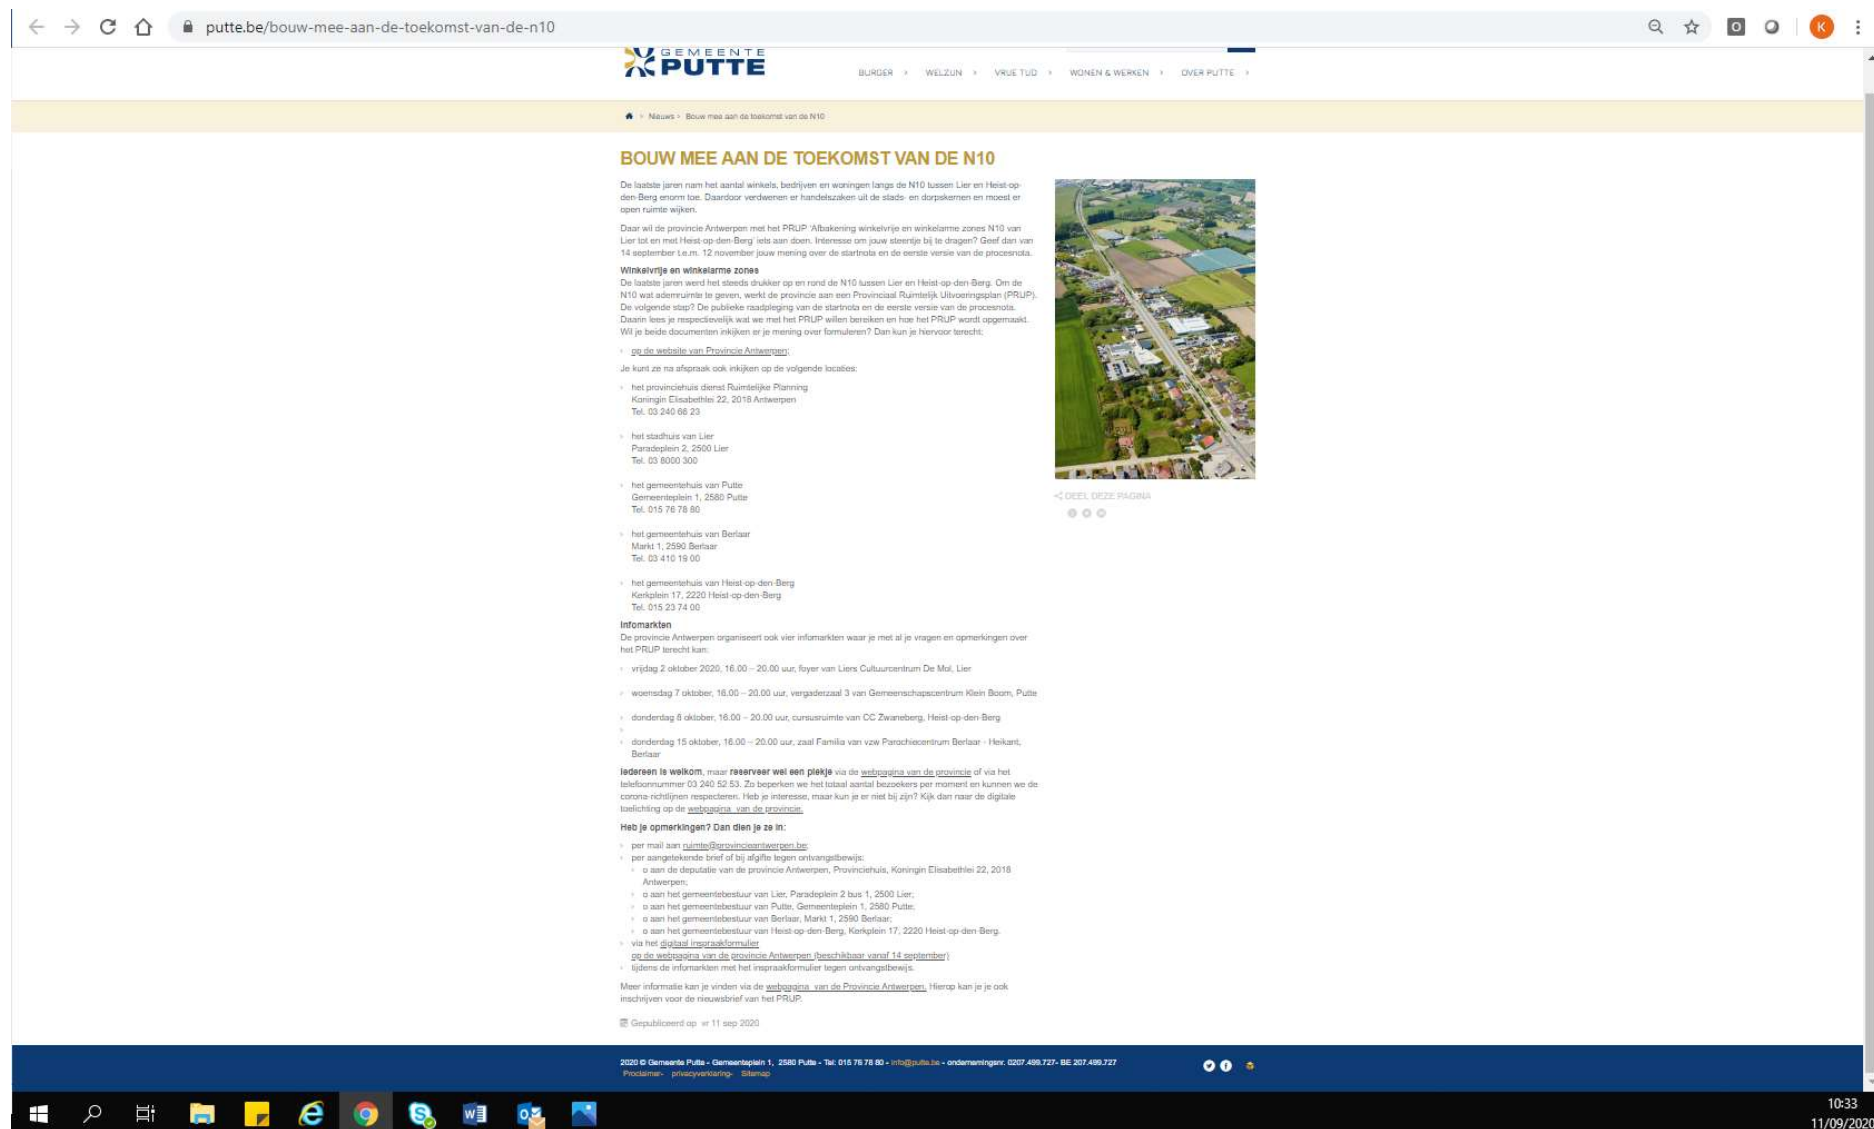 putte.be/bouw-mee-aan-de-toekomst-van-de-n10
K
GEMEENTE
PUTTE
BURGER
WELZIJN
VRIJE TIJD
WONEN & WERKEN
OVER PUTTE
Nieuws
Bouw mee aan de toekomst van de N10
BOUW MEE AAN DE TOEKOMST VAN DE N10
De laatste jaren nam het aantal winkels, bedrijven en woningen langs de N10 tussen Lier en Heist-op-
den-Berg enorm toe. Daardoor verdwenen er handelszaken uit de stads- en dorpskernen en moest er
open ruimte wijken.
Daar wil de provincie Antwerpen met het PRUP 'Afbakening winkelvrije en winkelarme zones N10 van
Lier tot en met Heist-op-den-Berg' iets aan doen. Interesse om jouw steentje bij te dragen? Geef dan van
14 september t.e.m. 12 november jouw mening over de startnota en de eerste versie van de procesnota.
Winkelvrije en winkelarme zones
De laatste jaren werd het steeds drukker op en rond de N10 tussen Lier en Heist-op-den-Berg. Om de
N10 wat ademruimte te geven, werkt de provincie aan een Provinciaal Ruimtelijk Uitvoeringsplan (PRUP).
De volgende stap? De publieke raadpleging van de startnota en de eerste versie van de procesnota.
Daarin lees je respectievelijk wat we met het PRUP willen bereiken en hoe het PRUP wordt opgemaakt.
Wil je beide documenten inkijken er je mening over formuleren? Dan kun je hiervoor terecht:
op de website van Provincie Antwerpen;
Je kunt ze na afspraak ook inkijken op de volgende locaties:
het provinciehuis dienst Ruimtelijke Planning
Koningin Elisabethlei 22, 2018 Antwerpen
Tel. 03 240 66 23
het stadhuis van Lier
Paradeplein 2, 2500 Lier
Tel. 03 8000 300
het gemeentehuis van Putte
Gemeenteplein 1, 2580 Putte
Tel. 015 76 78 80
het gemeentehuis van Berlaar
Markt 1, 2590 Berlaar
Tel. 03 410 19 00
het gemeentehuis van Heist-op-den-Berg
Kerkplein 17, 2220 Heist-op-den-Berg
Tel. 015 23 74 00
Infomarkten
De provincie Antwerpen organiseert ook vier infomarkten waar je met al je vragen en opmerkingen over
het PRUP terecht kan:
vrijdag 2 oktober 2020, 16.00 – 20.00 uur, foyer van Liers Cultuurcentrum De Mol, Lier
woensdag 7 oktober, 16.00 – 20.00 uur, vergaderzaal 3 van Gemeenschapscentrum Klein Boom, Putte
donderdag 8 oktober, 16.00 – 20.00 uur, cursusruimte van CC Zwaneberg, Heist-op-den-Berg
donderdag 15 oktober, 16.00 – 20.00 uur, zaal Familia van vzw Parochiecentrum Berlaar - Heikant,
Berlaar
Iedereen is welkom, maar reserveer wel een plekje via de webpagina van de provincie of via het
telefoonnummer 03 240 52 53. Zo beperken we het totaal aantal bezoekers per moment en kunnen we de
corona-richtlijnen respecteren. Heb je interesse, maar kun je er niet bij zijn? Kijk dan naar de digitale
toelichting op de webpagina van de provincie.
Heb je opmerkingen? Dan dien je ze in:
per mail aan ruimte@provincieantwerpen.be;
per aangetekende brief of bij afgifte tegen ontvangstbewijs:
o aan de deputatie van de provincie Antwerpen, Provinciehuis, Koningin Elisabethlei 22, 2018
Antwerpen;
o aan het gemeentebestuur van Lier, Paradeplein 2 bus 1, 2500 Lier;
o aan het gemeentebestuur van Putte, Gemeenteplein 1, 2580 Putte;
o aan het gemeentebestuur van Berlaar, Markt 1, 2590 Berlaar;
o aan het gemeentebestuur van Heist-op-den-Berg, Kerkplein 17, 2220 Heist-op-den-Berg.
via het digitaal inspraakformulier
op de webpagina van de provincie Antwerpen (beschikbaar vanaf 14 september)
tijdens de infomarkten met het inspraakformulier tegen ontvangstbewijs.
Meer informatie kan je vinden via de webpagina van de Provincie Antwerpen. Hierop kan je je ook
inschrijven voor de nieuwsbrief van het PRUP.
Gepubliceerd op vr 11 sep 2020
DEEL DEZE PAGINA
2020 © Gemeente Putte - Gemeenteplein 1, 2580 Putte - Tel: 015 76 78 80 - info@putte.be - ondernemingsnr. 0207.499.727- BE 207.499.727
Proclaimer- privacyverklaring- Sitemap
10:33
11/09/2020